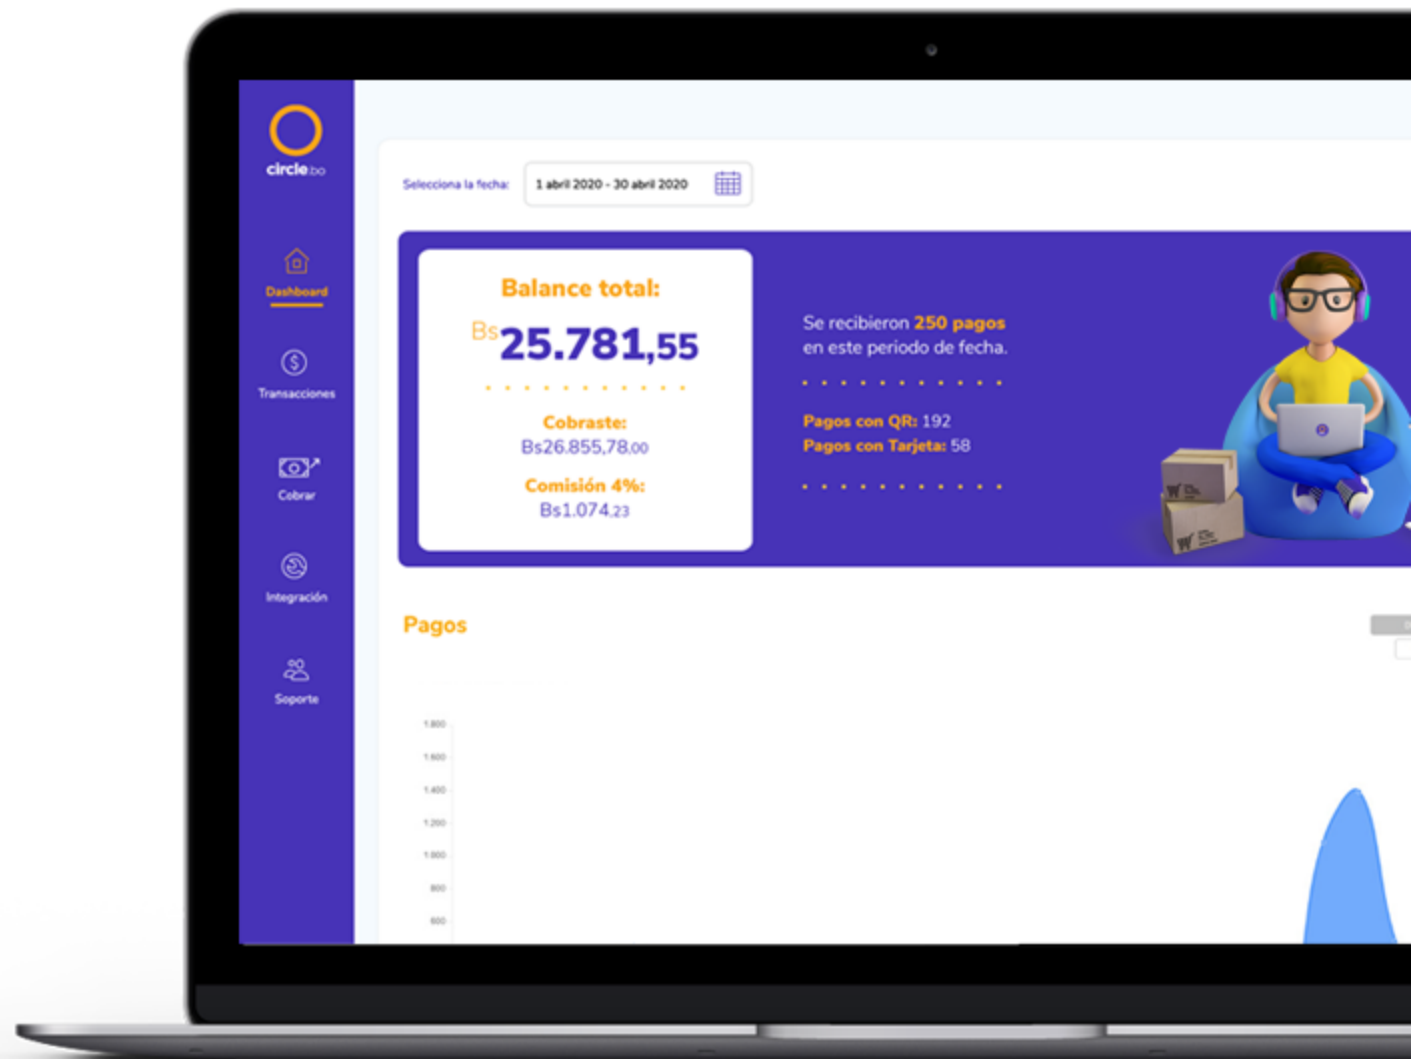 circle.bo
Dashboard
Transacciones
Cobrar
Integración
Soporte
Selecciona la fecha:
1 abril 2020 - 30 abril 2020
Balance total:
Bs25.781,55
Cobraste:
Bs26.855,78,00
Comisión 4%:
Bs1.074,23
Se recibieron 250 pagos
en este periodo de fecha.
Pagos con QR: 192
Pagos con Tarjeta: 58
Pagos
1.800
1.600
1.400
1.200
1.000
800
600